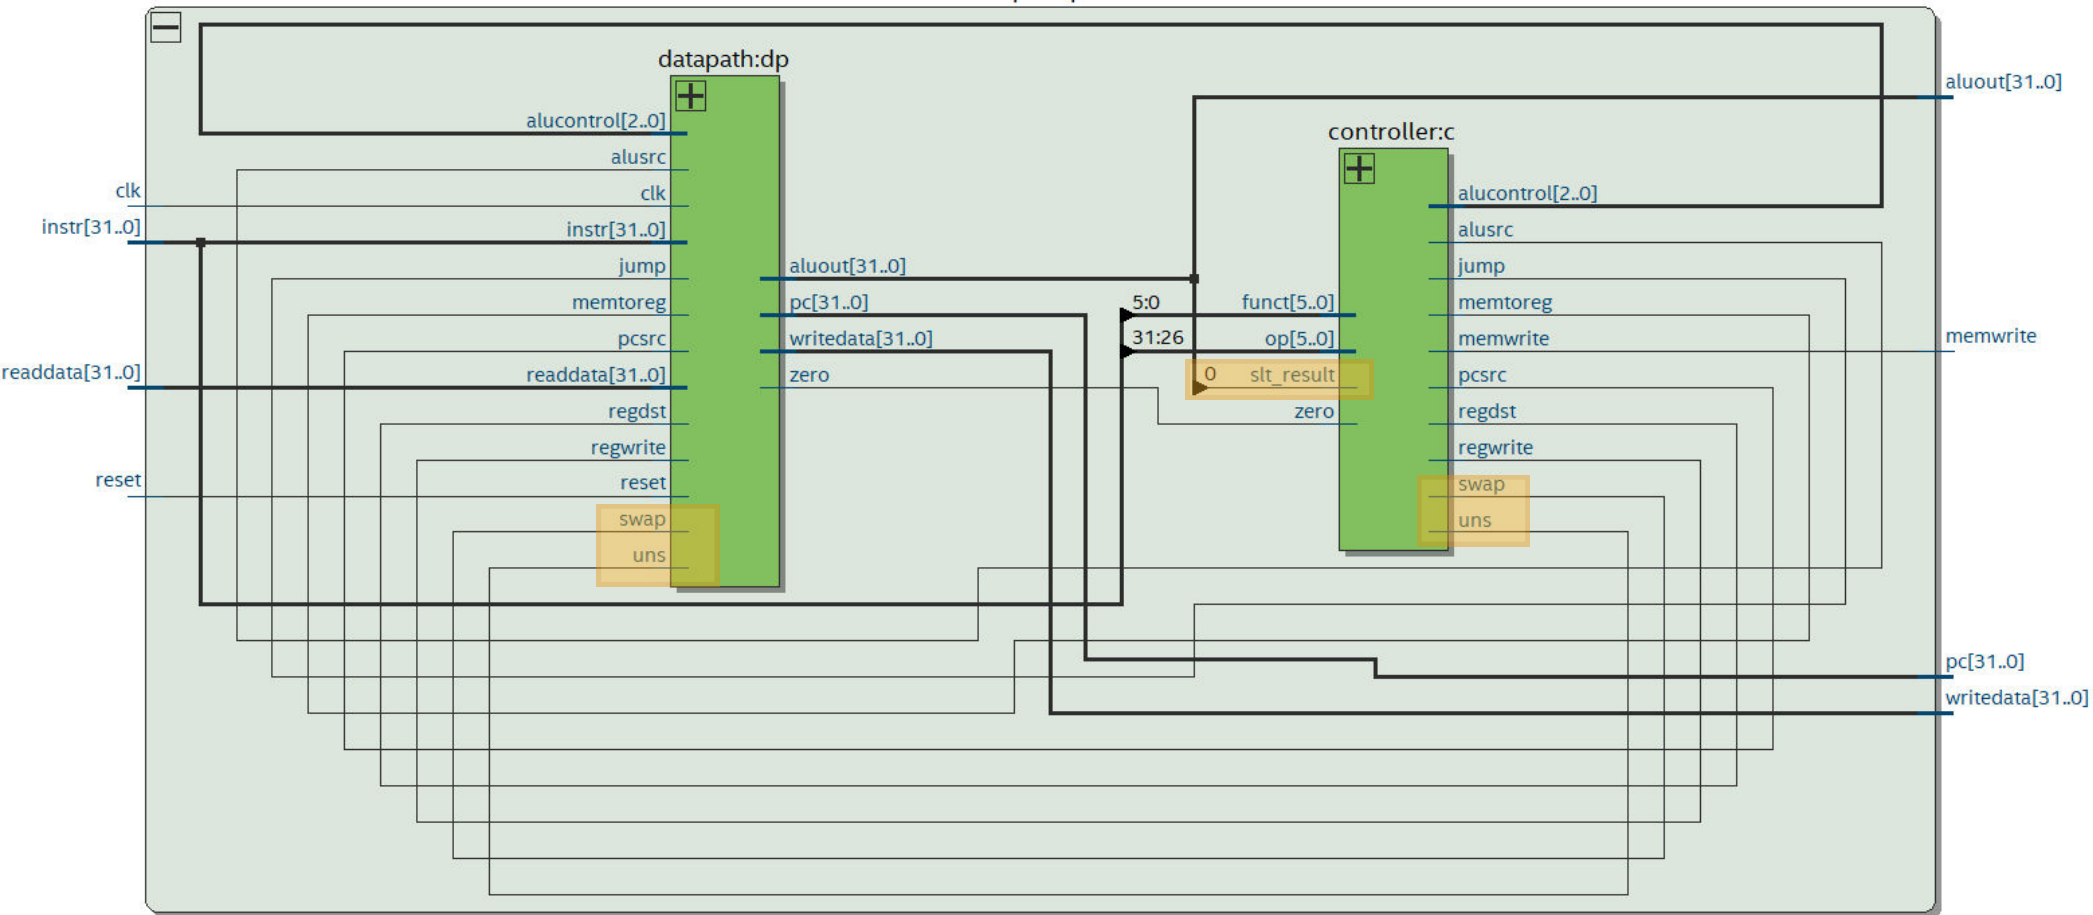 datapath:dp
aluout[31..0]
alucontrol[2..0]
controller:c
alusrc
clk
clk
alucontrol[2..0]
instr[31..0]
instr[31..0]
alusrc
jump
aluout[31..0]
jump
memtoreg
pc[31..0]
5:0
funct[5..0]
memtoreg
pcsrc
writedata[31..0]
31:26
op[5..0]
memwrite
memwrite
readdata[31..0]
readdata[31..0]
zero
0
slt_result
pcsrc
regdst
zero
regdst
regwrite
regwrite
reset
reset
swap
swap
uns
uns
pc[31..0]
writedata[31..0]